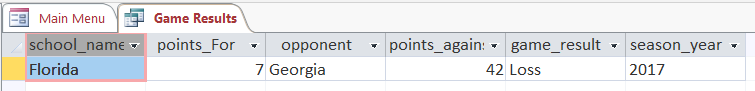 Main Menu Game Results
school_name points_For opponent points_agains game_result season_year
Florida 7 Georgia 42 Loss 2017